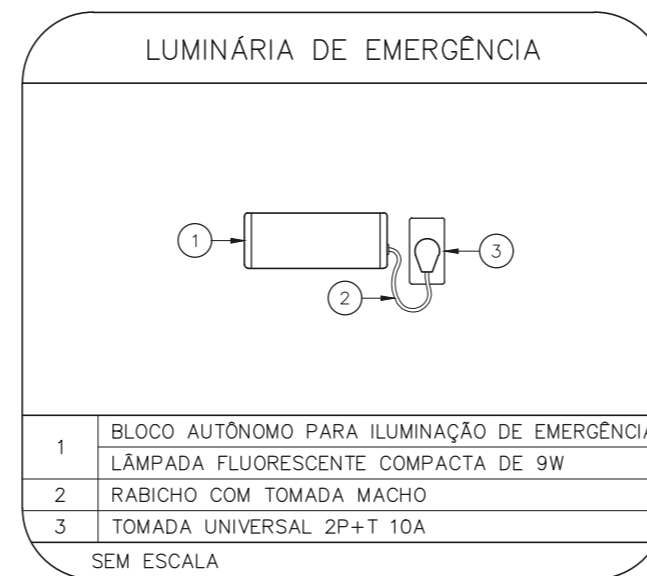 LUMINÁRIA DE EMERGÊNCIA
1
3
2
1
BLOCO AUTÔNOMO PARA ILUMINAÇÃO DE EMERGÊNCIA
LÂMPADA FLUORESCENTE COMPACTA DE 9W
2 RABICHO COM TOMADA MACHO
3 TOMADA UNIVERSAL 2P+T 10A
SEM ESCALA